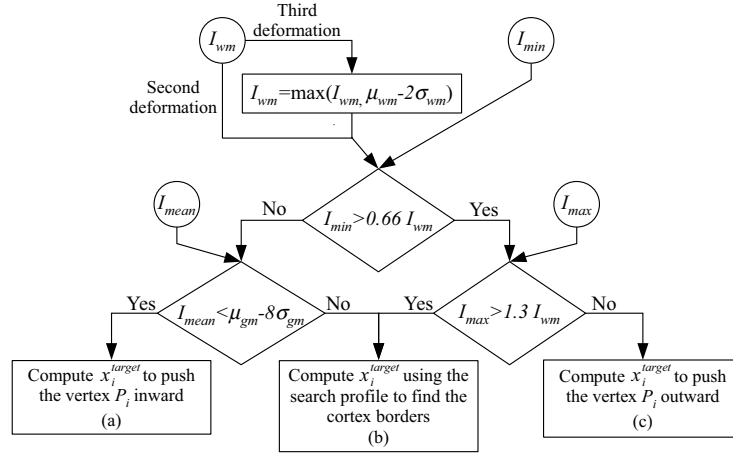 Third
deformation
I_wm
I_min
Second
deformation
I_wm=max(I_wm, μ_wm-2σ_wm)
I_mean
No
I_min>0.66 I_wm
Yes
I_max
Yes
I_mean<μ_gm-8σ_gm
No
Yes
I_max>1.3 I_wm
No
Compute x_i^target to push
the vertex P_i inward
(a)
Compute x_i^target using the
search profile to find the
cortex borders
(b)
Compute x_i^target to push
the vertex P_i outward
(c)